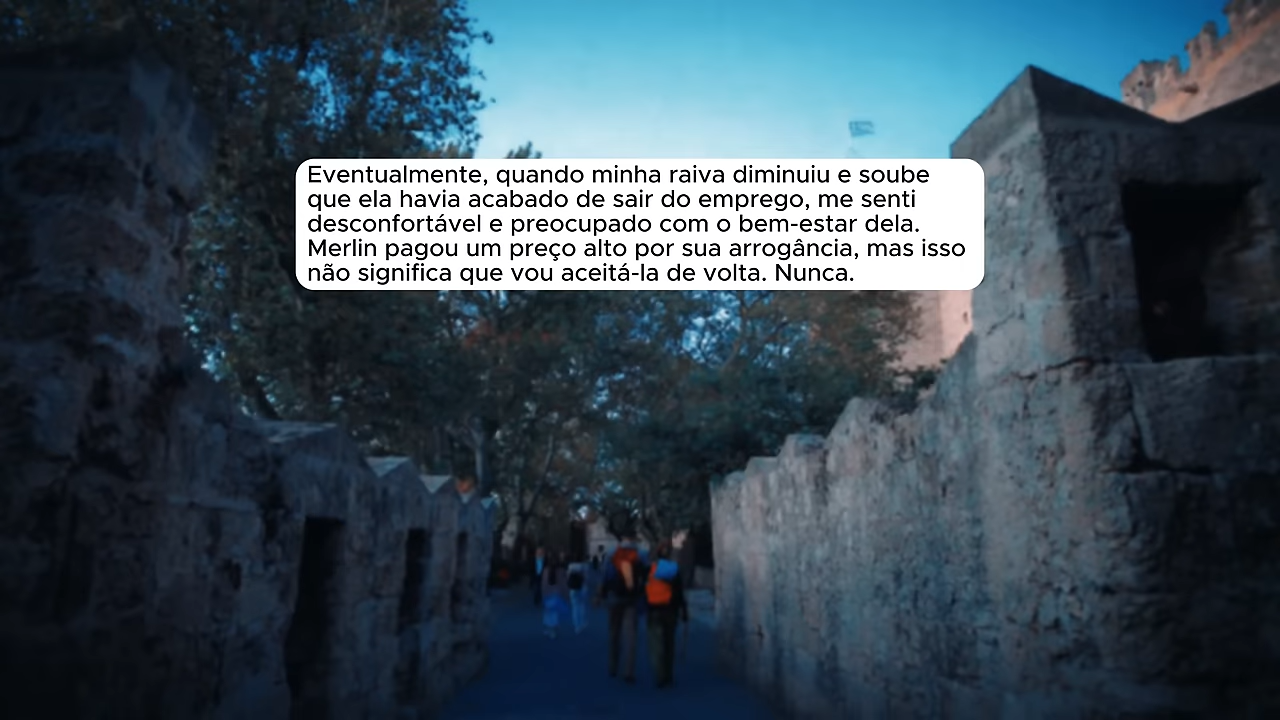 Eventualmente, quando minha raiva diminuiu e soube
que ela havia acabado de sair do emprego, me senti
desconfortável e preocupado com o bem-estar dela.
Merlin pagou um preço alto por sua arrogância, mas isso
não significa que vou aceitá-la de volta. Nunca.